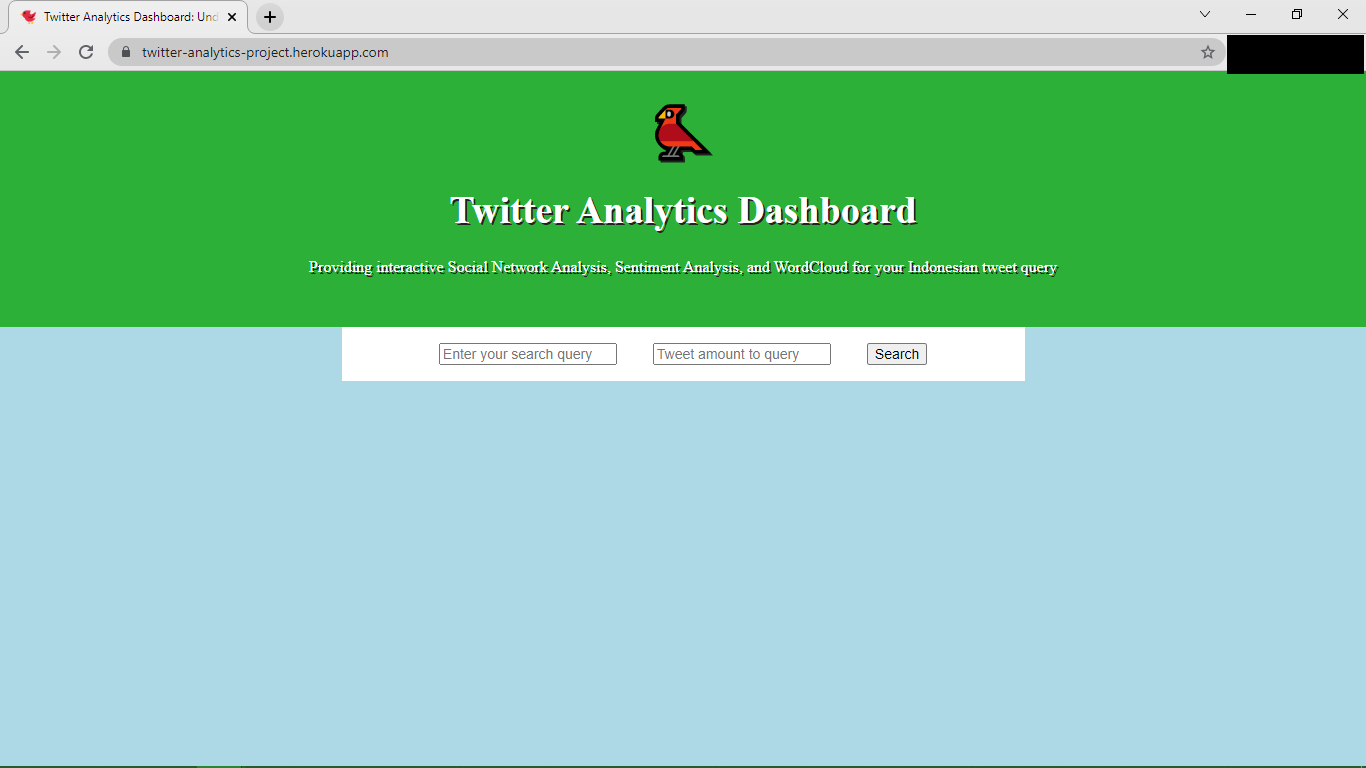 Twitter Analytics Dashboard: Und
twitter-analytics-project.herokuapp.com
Twitter Analytics Dashboard
Providing interactive Social Network Analysis, Sentiment Analysis, and WordCloud for your Indonesian tweet query
Enter your search query Tweet amount to query Search